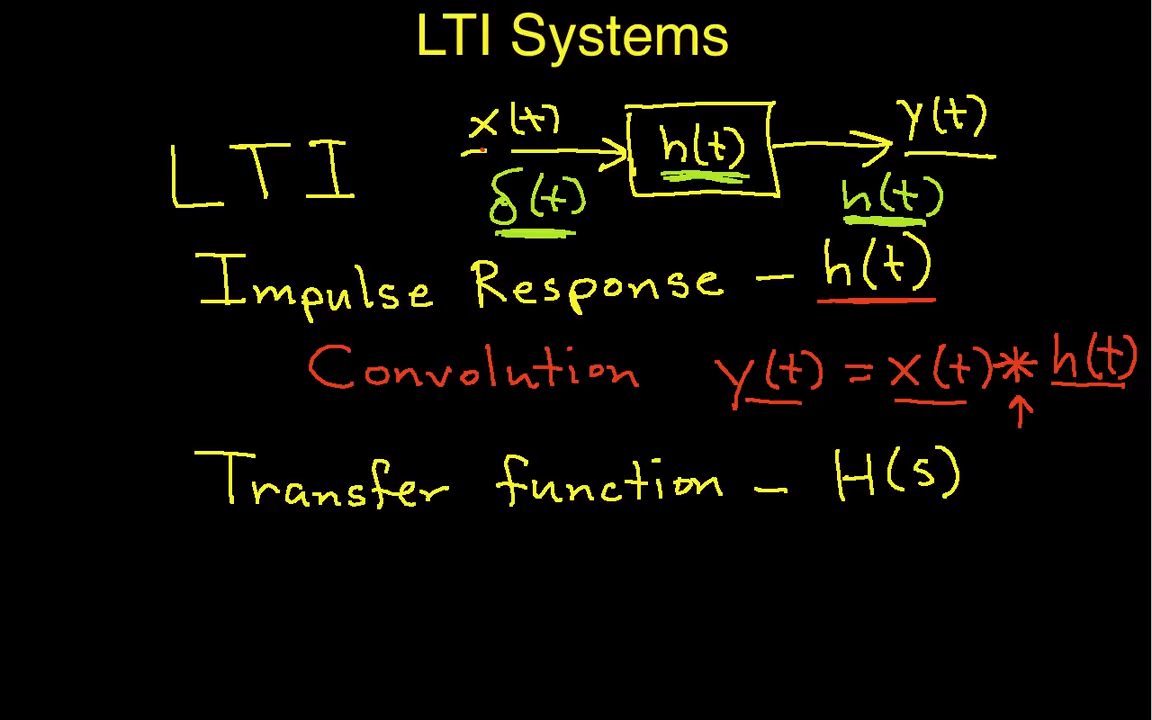 LTI Systems
LTI x(t) h(t) y(t)
δ(t) h(t)
Impulse Response - h(t)
Convolution y(t) = x(t) * h(t)
Transfer function - H(s)